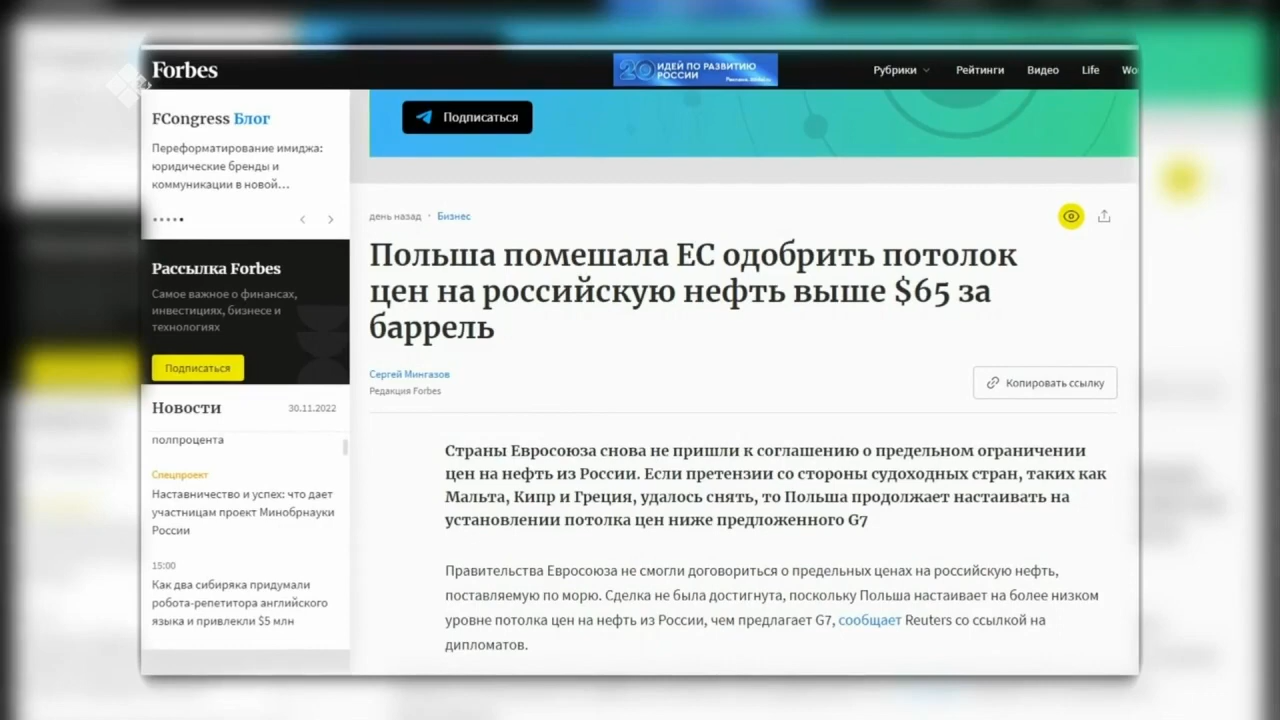 Forbes
20 ИДЕЙ ПО РАЗВИТИЮ
РОССИИ
Рубрики
Рейтинги
Видео
Life
Wo
FCongress Блог
Переформатирование имиджа:
юридические бренды и
коммуникации в новой…
Рассылка Forbes
Самое важное о финансах,
инвестициях, бизнесе и
технологиях
Подписаться
Новости
30.11.2022
полпроцента
Спецпроект
Наставничество и успех: что дает
участницам проект Минобрнауки
России
15:00
Как два сибиряка придумали
робота-репетитора английского
языка и привлекли $5 млн
Подписаться
день назад · Бизнес
Польша помешала ЕС одобрить потолок
цен на российскую нефть выше $65 за
баррель
Сергей Мингазов
Редакция Forbes
Копировать ссылку
Страны Евросоюза снова не пришли к соглашению о предельном ограничении
цен на нефть из России. Если претензии со стороны судоходных стран, таких как
Мальта, Кипр и Греция, удалось снять, то Польша продолжает настаивать на
установлении потолка цен ниже предложенного G7
Правительства Евросоюза не смогли договориться о предельных ценах на российскую нефть,
поставляемую по морю. Сделка не была достигнута, поскольку Польша настаивает на более низком
уровне потолка цен на нефть из России, чем предлагает G7, сообщает Reuters со ссылкой на
дипломатов.